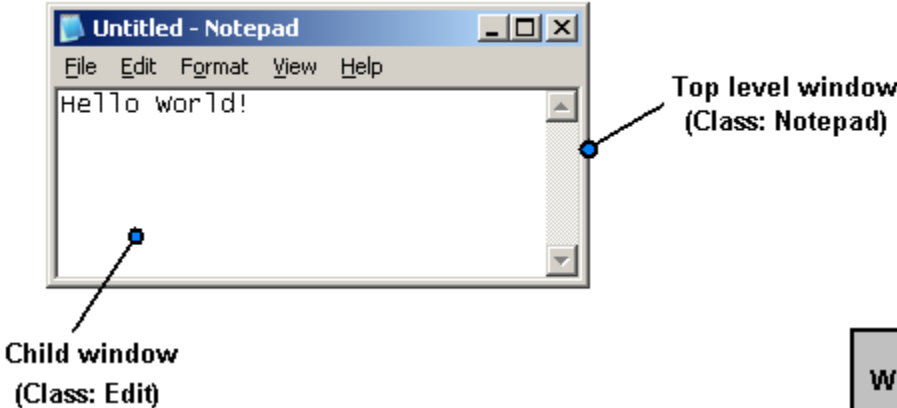 Untitled - Notepad
File Edit Format View Help
Hello World!
Top level window
(Class: Notepad)
Child window
(Class: Edit)